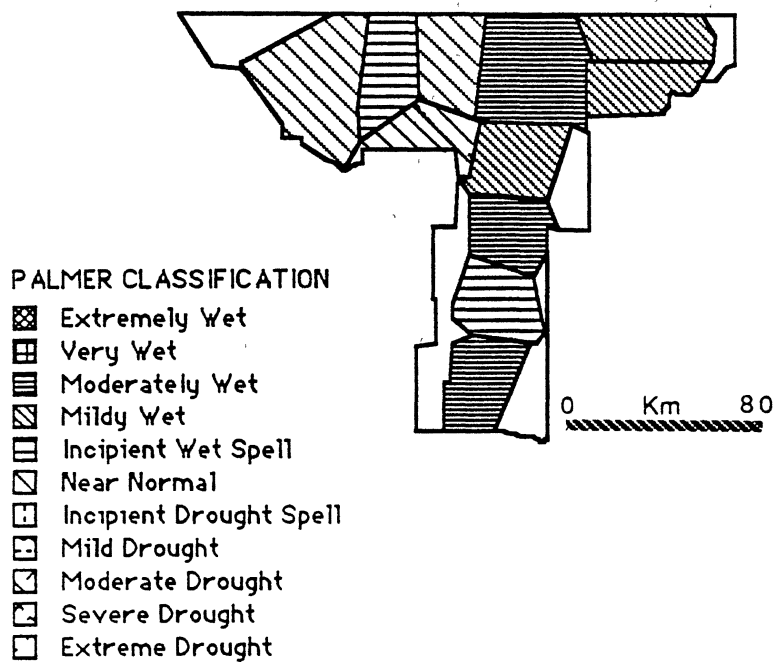 PALMER CLASSIFICATION
Extremely Wet
Very Wet
Moderately Wet
Mildy Wet
Incipient Wet Spell
Near Normal
Incipient Drought Spell
Mild Drought
Moderate Drought
Severe Drought
Extreme Drought
0 Km 80